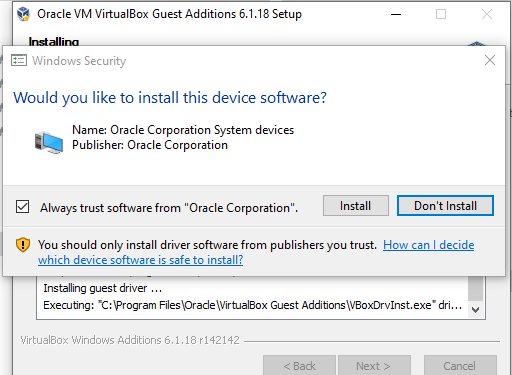 Oracle VM VirtualBox Guest Additions 6.1.18 Setup
Installing
Windows Security
Would you like to install this device software?
Name: Oracle Corporation System devices
Publisher: Oracle Corporation
Always trust software from "Oracle Corporation".
Install
Don't Install
You should only install driver software from publishers you trust. How can I decide
which device software is safe to install?
Installing guest driver ...
Executing: "C:\Program Files\Oracle\VirtualBox Guest Additions\VBoxDrvInst.exe" dri...
VirtualBox Windows Additions 6.1.18 r142142
< Back
Next >
Cancel